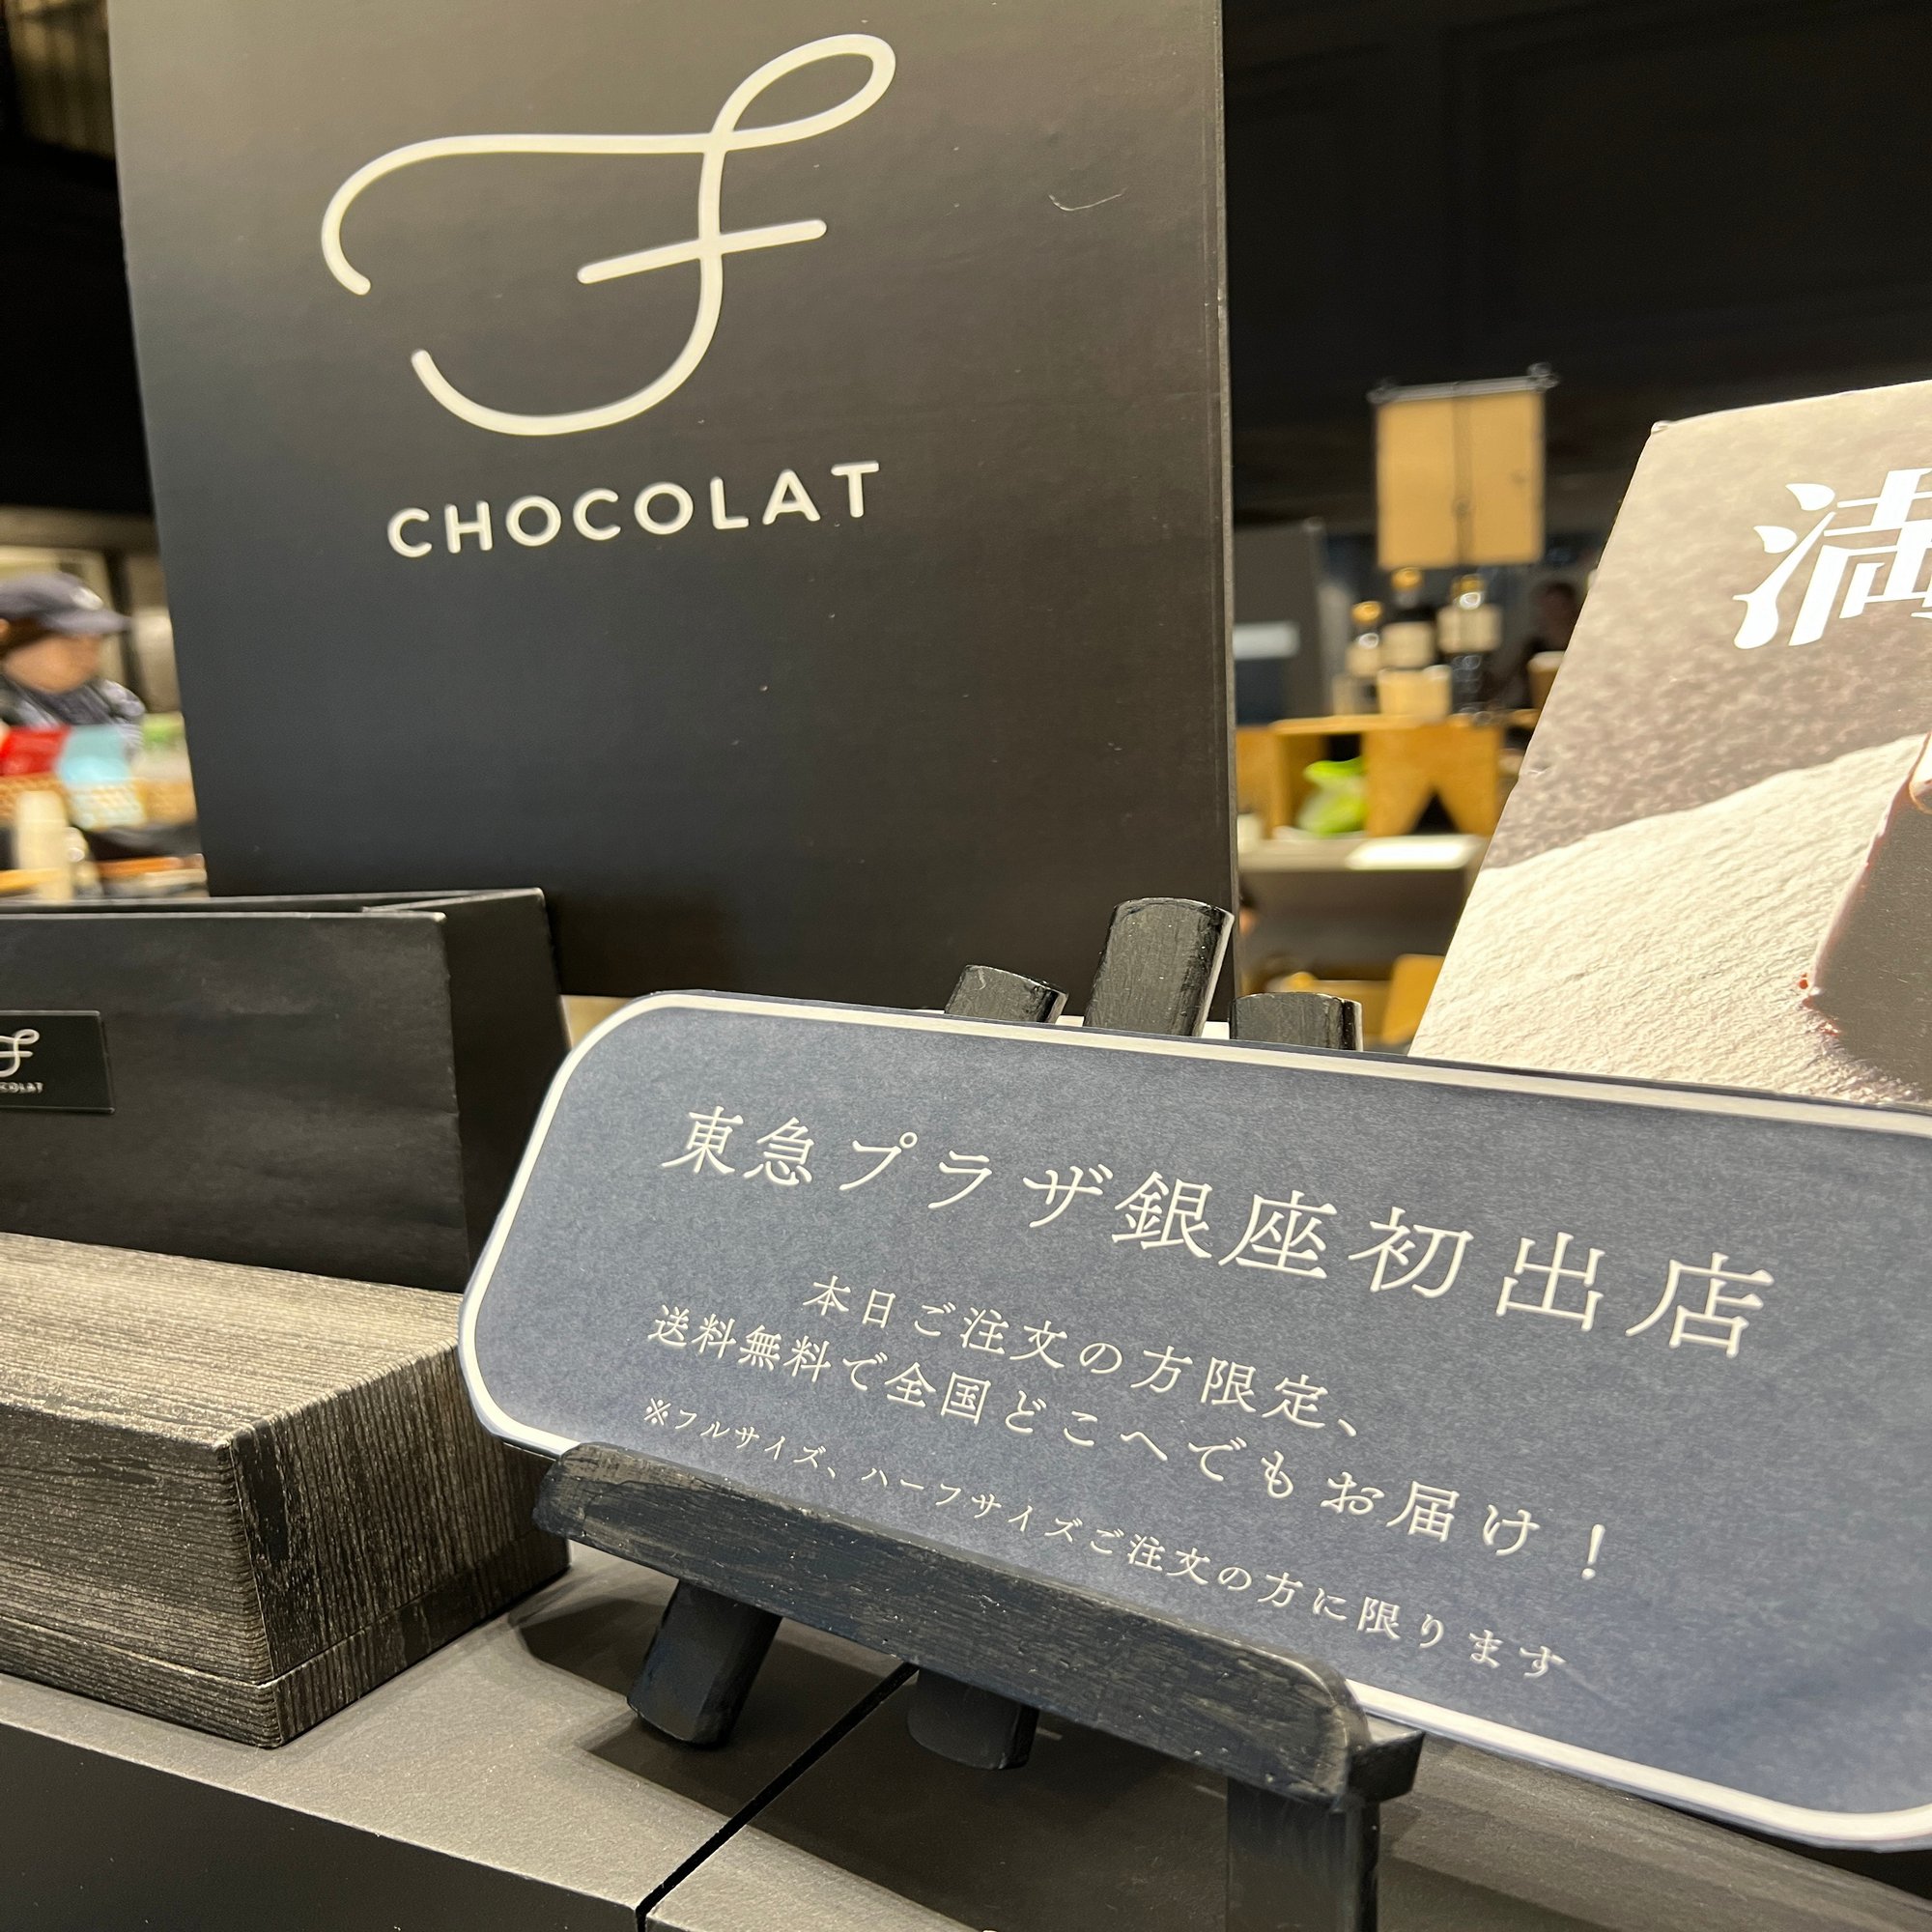 CHOCOLAT
満
東急プラザ銀座初出店
本日ご注文の方限定、
送料無料で全国どこへでもお届け！
※フルサイズ、ハーフサイズご注文の方に限ります